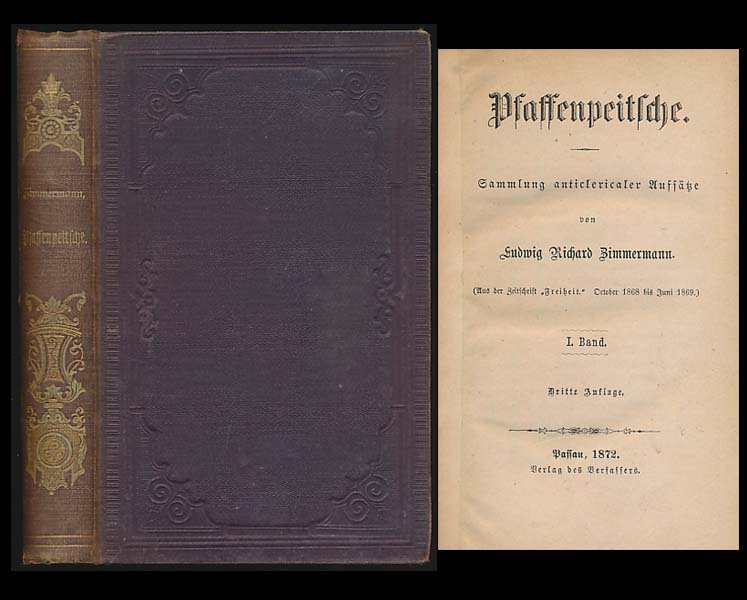 Zimmermann,
Pfaffenpeitsche.
Pfaffenpeitsche.
Sammlung anticlericaler Aufsätze
von
Ludwig Richard Zimmermann.
(Aus der Zeitschrift „Freiheit.“ October 1868 bis Juni 1869.)
I. Band.
Dritte Auflage.
Passau, 1872.
Verlag des Verfassers.